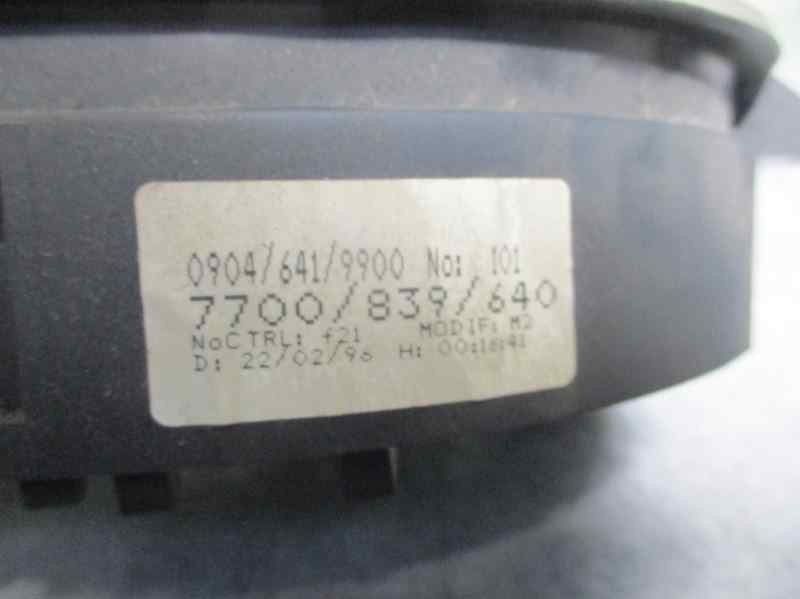 0904/641/9900 No: 101
7700/839/640
NoCTRL: f21 MODIF: M2
D: 22/02/96 H: 00:16:41